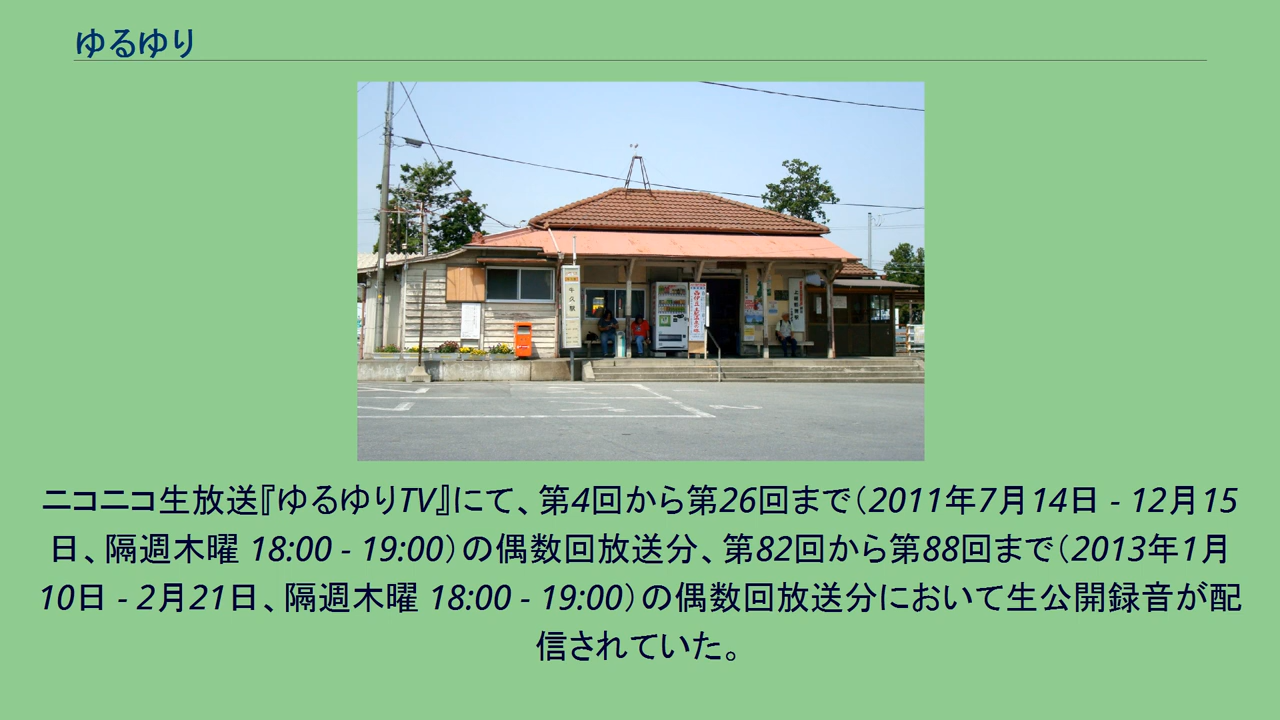 ゆるゆり
牛久駅
ニコニコ生放送『ゆるゆりTV』にて、第4回から第26回まで（2011年7月14日 - 12月15
日、隔週木曜 18:00 - 19:00）の偶数回放送分、第82回から第88回まで（2013年1月
10日 - 2月21日、隔週木曜 18:00 - 19:00）の偶数回放送分において生公開録音が配
信されていた。